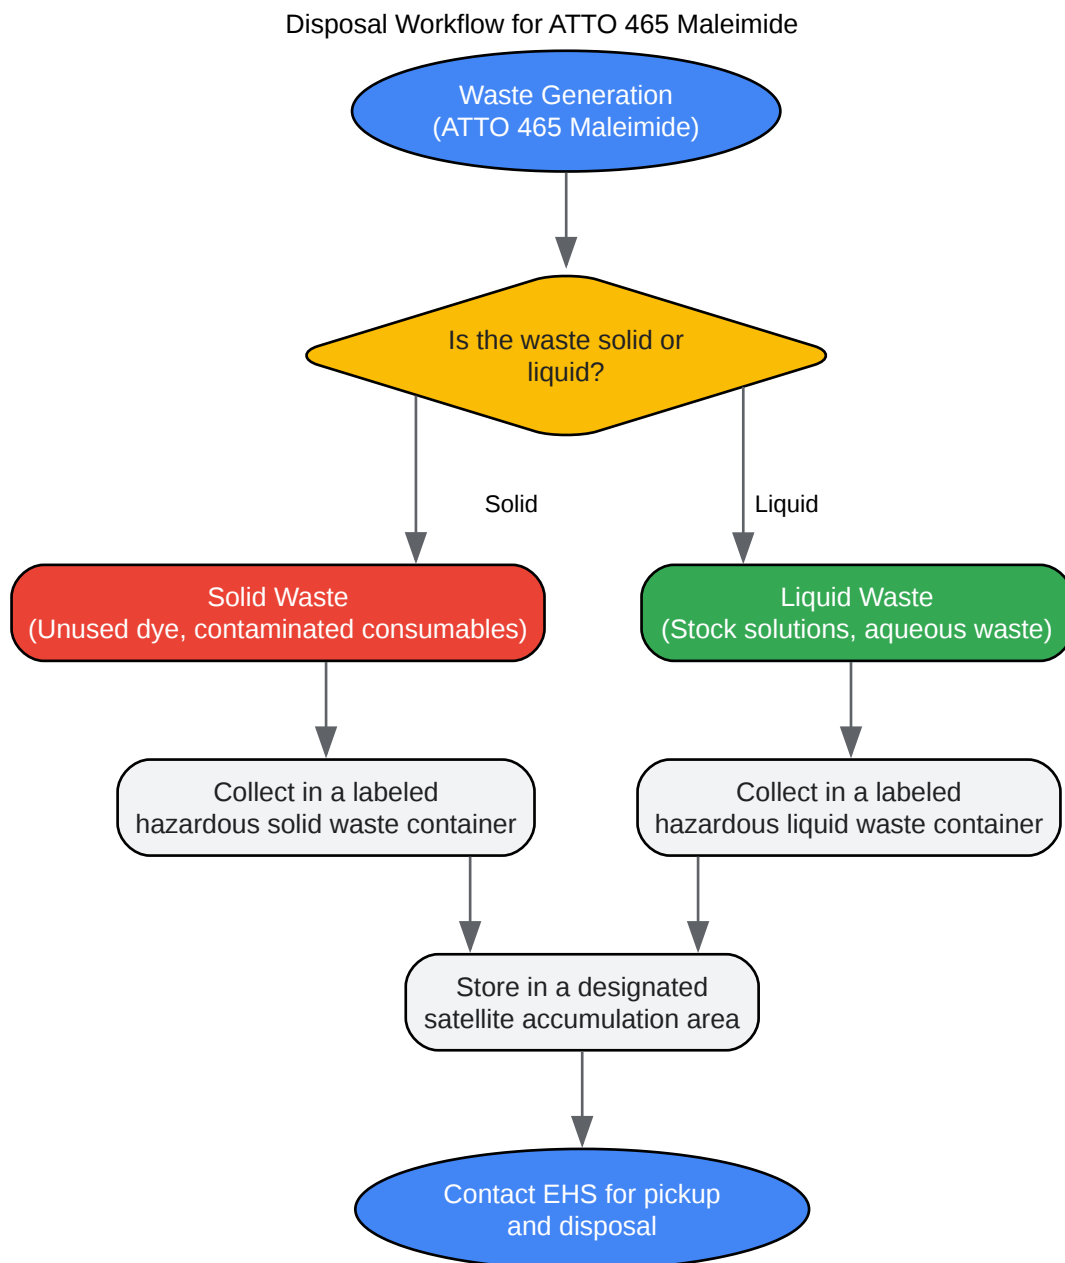 Disposal Workflow for ATTO 465 Maleimide
Waste Generation
(ATTO 465 Maleimide)
Is the waste solid or
liquid?
Solid
Liquid
Solid Waste
(Unused dye, contaminated consumables)
Liquid Waste
(Stock solutions, aqueous waste)
Collect in a labeled
hazardous solid waste container
Collect in a labeled
hazardous liquid waste container
Store in a designated
satellite accumulation area
Contact EHS for pickup
and disposal